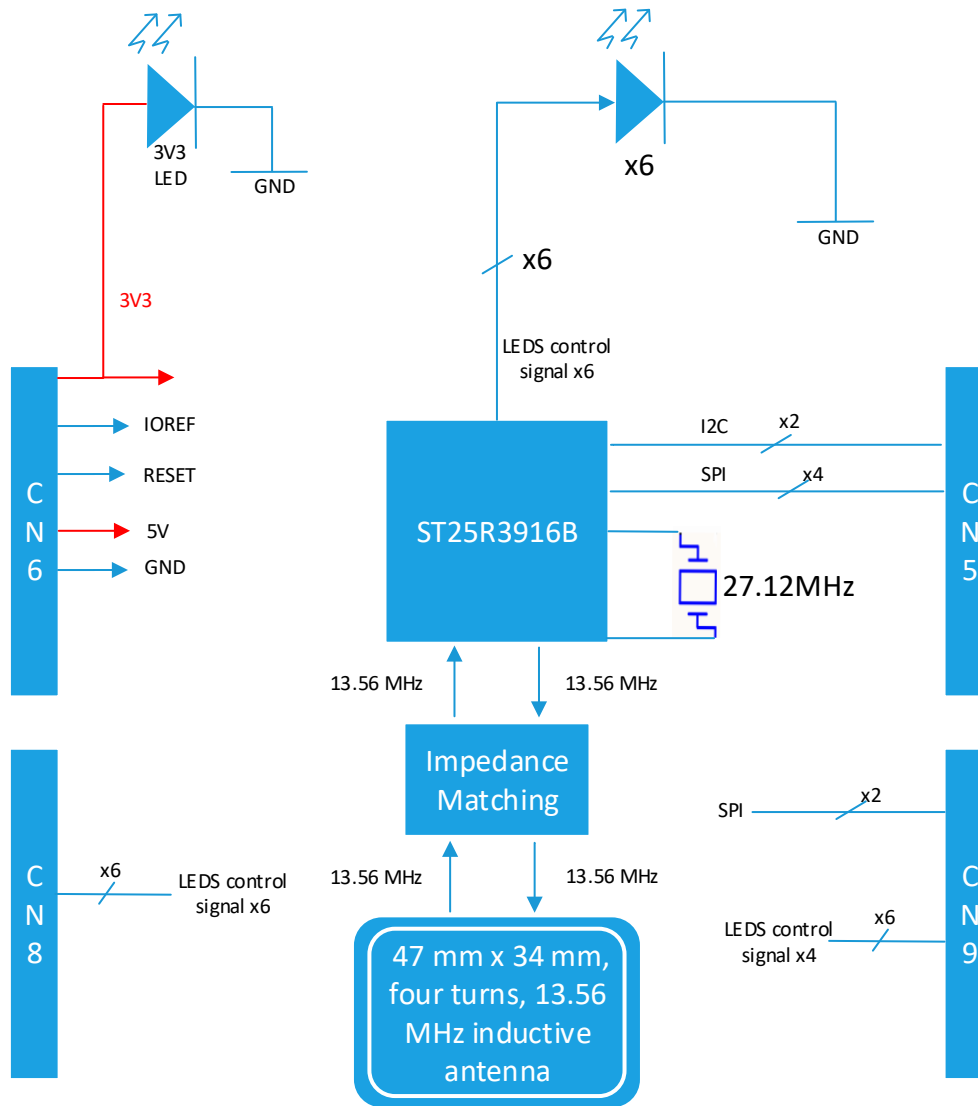 3V3
LED
GND
x6
GND
x6
3V3
LEDS control
signal x6
C
N
6
IOREF
RESET
5V
GND
ST25R3916B
I2C
x2
SPI
x4
27.12MHz
C
N
5
13.56 MHz
13.56 MHz
Impedance
Matching
13.56 MHz
13.56 MHz
47 mm x 34 mm,
four turns, 13.56
MHz inductive
antenna
C
N
8
x6
LEDS control
signal x6
SPI
x2
LEDS control
signal x4
x6
C
N
9